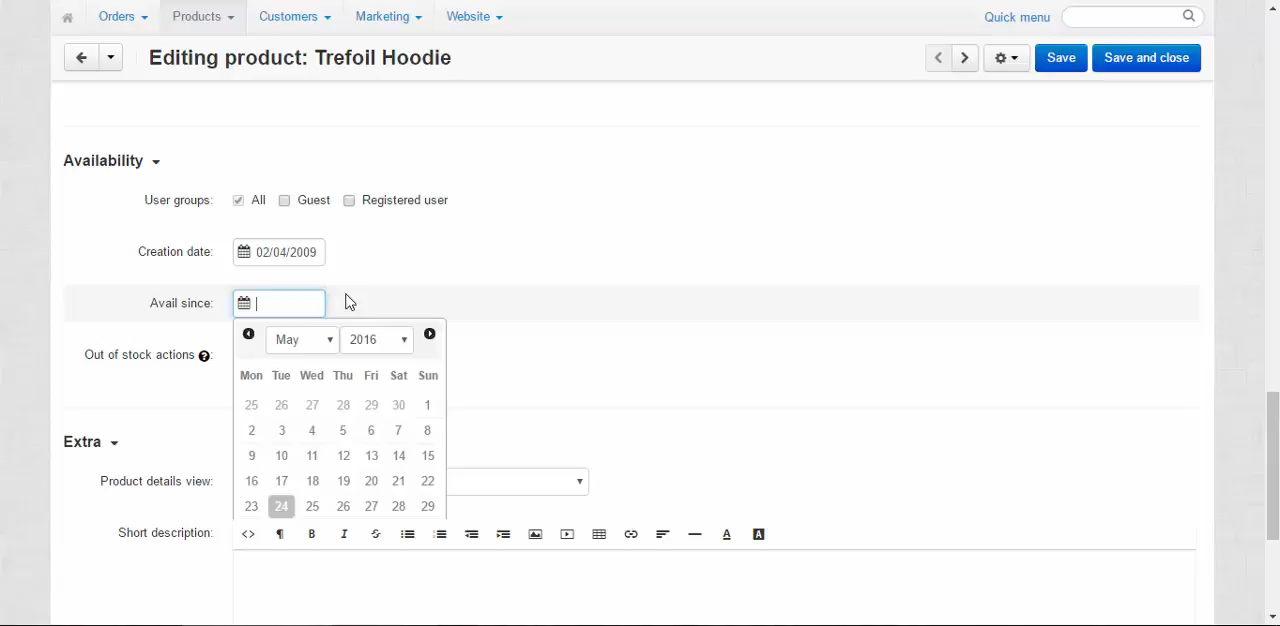 Orders Products Customers Marketing Website Quick menu
Editing product: Trefoil Hoodie Save Save and close
Availability
User groups: All Guest Registered user
Creation date: 02/04/2009
Avail since:
May 2016
Out of stock actions ?:
Mon Tue Wed Thu Fri Sat Sun
25 26 27 28 29 30 1
2 3 4 5 6 7 8
9 10 11 12 13 14 15
16 17 18 19 20 21 22
23 24 25 26 27 28 29
Extra
Product details view:
Short description: <> ¶ B I S A A